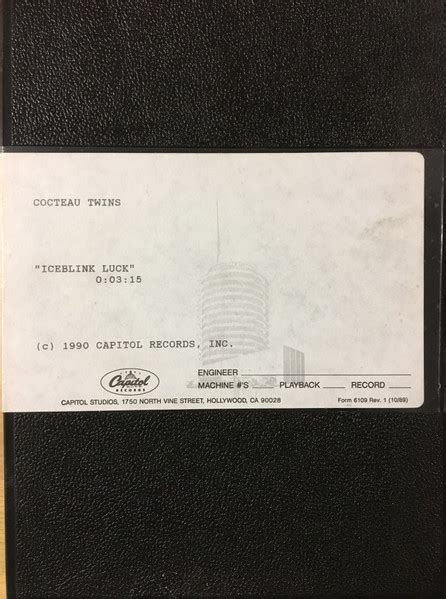 COCTEAU TWINS
"ICEBLINK LUCK"
0:03:15
(c) 1990 CAPITOL RECORDS, INC.
Capitol
RECORDS
ENGINEER
MACHINE #'S PLAYBACK RECORD
CAPITOL STUDIOS, 1750 NORTH VINE STREET, HOLLYWOOD, CA 90028 Form 6109 Rev. 1 (10/89)